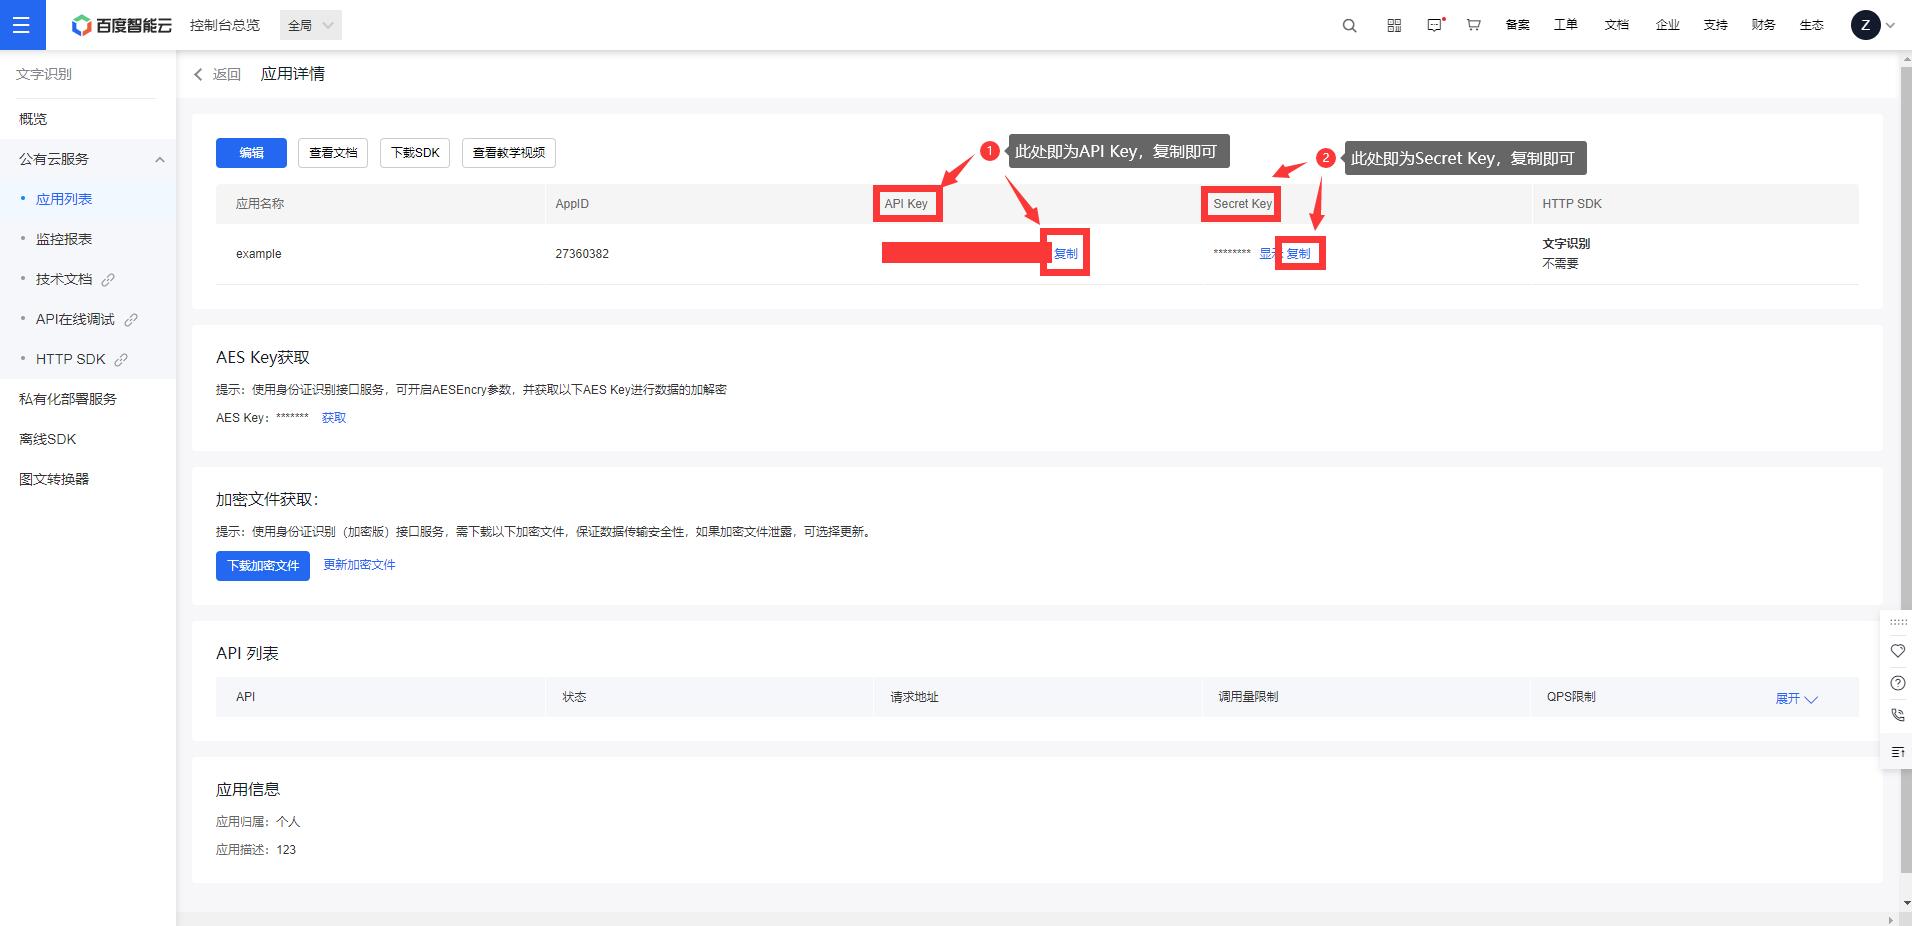 百度智能云 控制台总览 全局 备案 工单 文档 企业 支持 财务 生态 Z
文字识别
概览
公有云服务
应用列表
监控报表
技术文档
API在线调试
HTTP SDK
私有化部署服务
离线SDK
图文转换器
返回 应用详情
编辑 查看文档 下载SDK 查看教学视频
1 此处即为API Key，复制即可
2 此处即为Secret Key，复制即可
应用名称 AppID API Key Secret Key HTTP SDK
example 27360382 复制 ******** 显示 复制 文字识别
不需要
AES Key获取
提示：使用身份证识别接口服务，可开启AESEncry参数，并获取以下AES Key进行数据的加解密
AES Key：******* 获取
加密文件获取：
提示：使用身份证识别（加密版）接口服务，需下载以下加密文件，保证数据传输安全性，如果加密文件泄露，可选择更新。
下载加密文件 更新加密文件
API 列表
API 状态 请求地址 调用量限制 QPS限制 展开
应用信息
应用归属：个人
应用描述：123